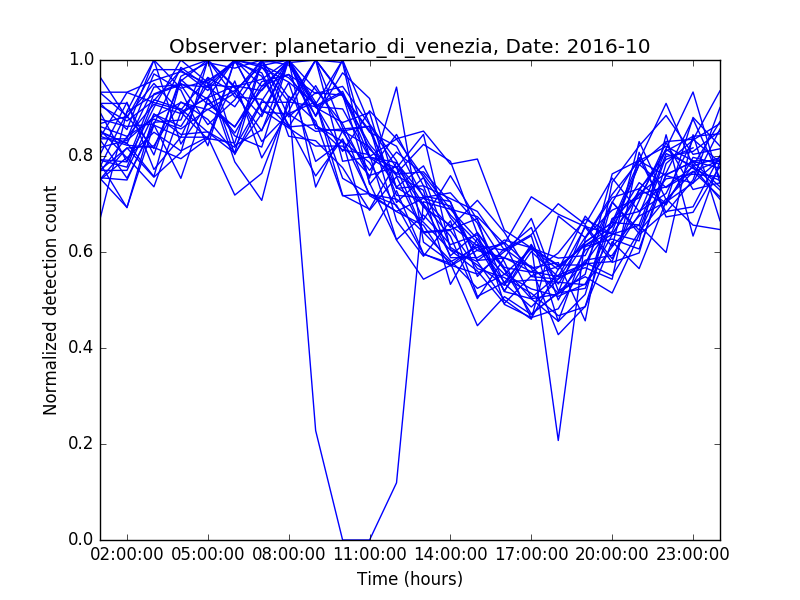 Observer: planetario_di_venezia, Date: 2016-10
1.0
0.8
0.6
0.4
0.2
0.0
Normalized detection count
02:00:00 05:00:00 08:00:00 11:00:00 14:00:00 17:00:00 20:00:00 23:00:00
Time (hours)